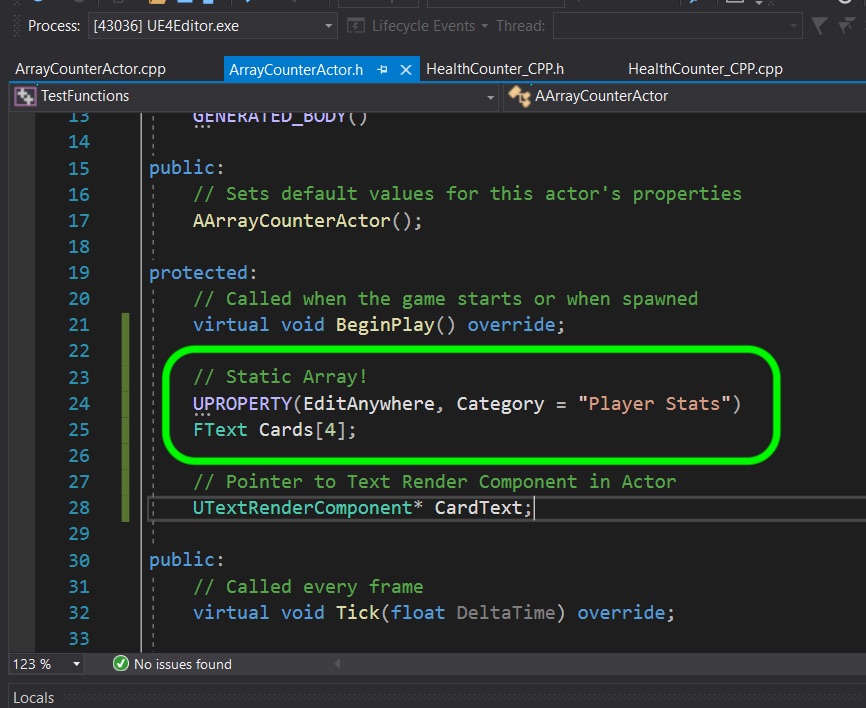 Process: [43036] UE4Editor.exe Lifecycle Events Thread:
ArrayCounterActor.cpp ArrayCounterActor.h HealthCounter_CPP.h HealthCounter_CPP.cpp
TestFunctions AArrayCounterActor
13 GENERATED_BODY()
14
15 public:
16 // Sets default values for this actor's properties
17 AArrayCounterActor();
18
19 protected:
20 // Called when the game starts or when spawned
21 virtual void BeginPlay() override;
22
23 // Static Array!
24 UPROPERTY(EditAnywhere, Category = "Player Stats")
25 FText Cards[4];
26
27 // Pointer to Text Render Component in Actor
28 UTextRenderComponent* CardText;
29
30 public:
31 // Called every frame
32 virtual void Tick(float DeltaTime) override;
33
123 % No issues found
Locals